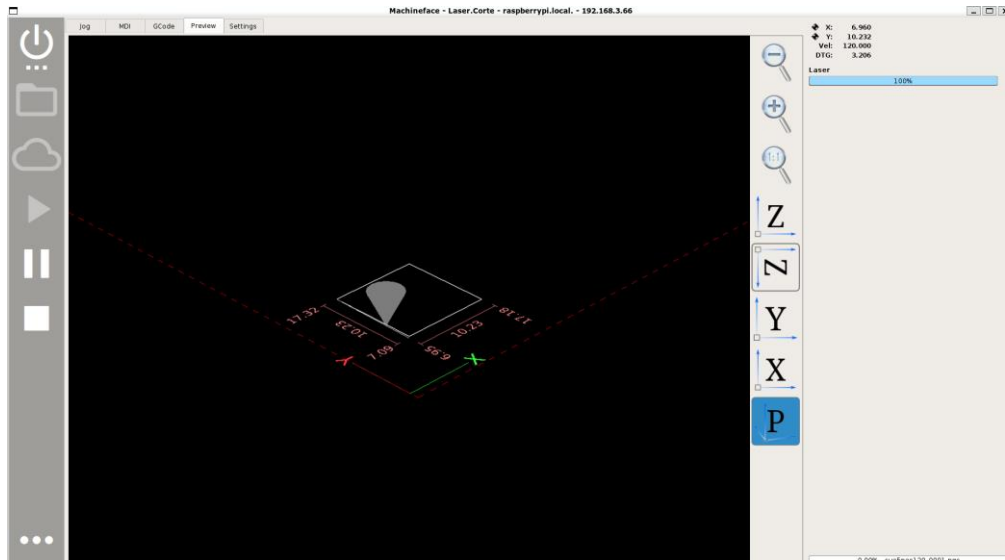 Machineface - Laser.Corte - raspberrypi.local. - 192.168.3.66
Jog MDI GCode Preview Settings
X: 6.960
Y: 10.232
Vel: 120.000
DTG: 3.206
Laser
100%
1:1
Z
Z
Y
X
P
17.32
10.23
7.09
Y
17.18
10.23
6.95
X